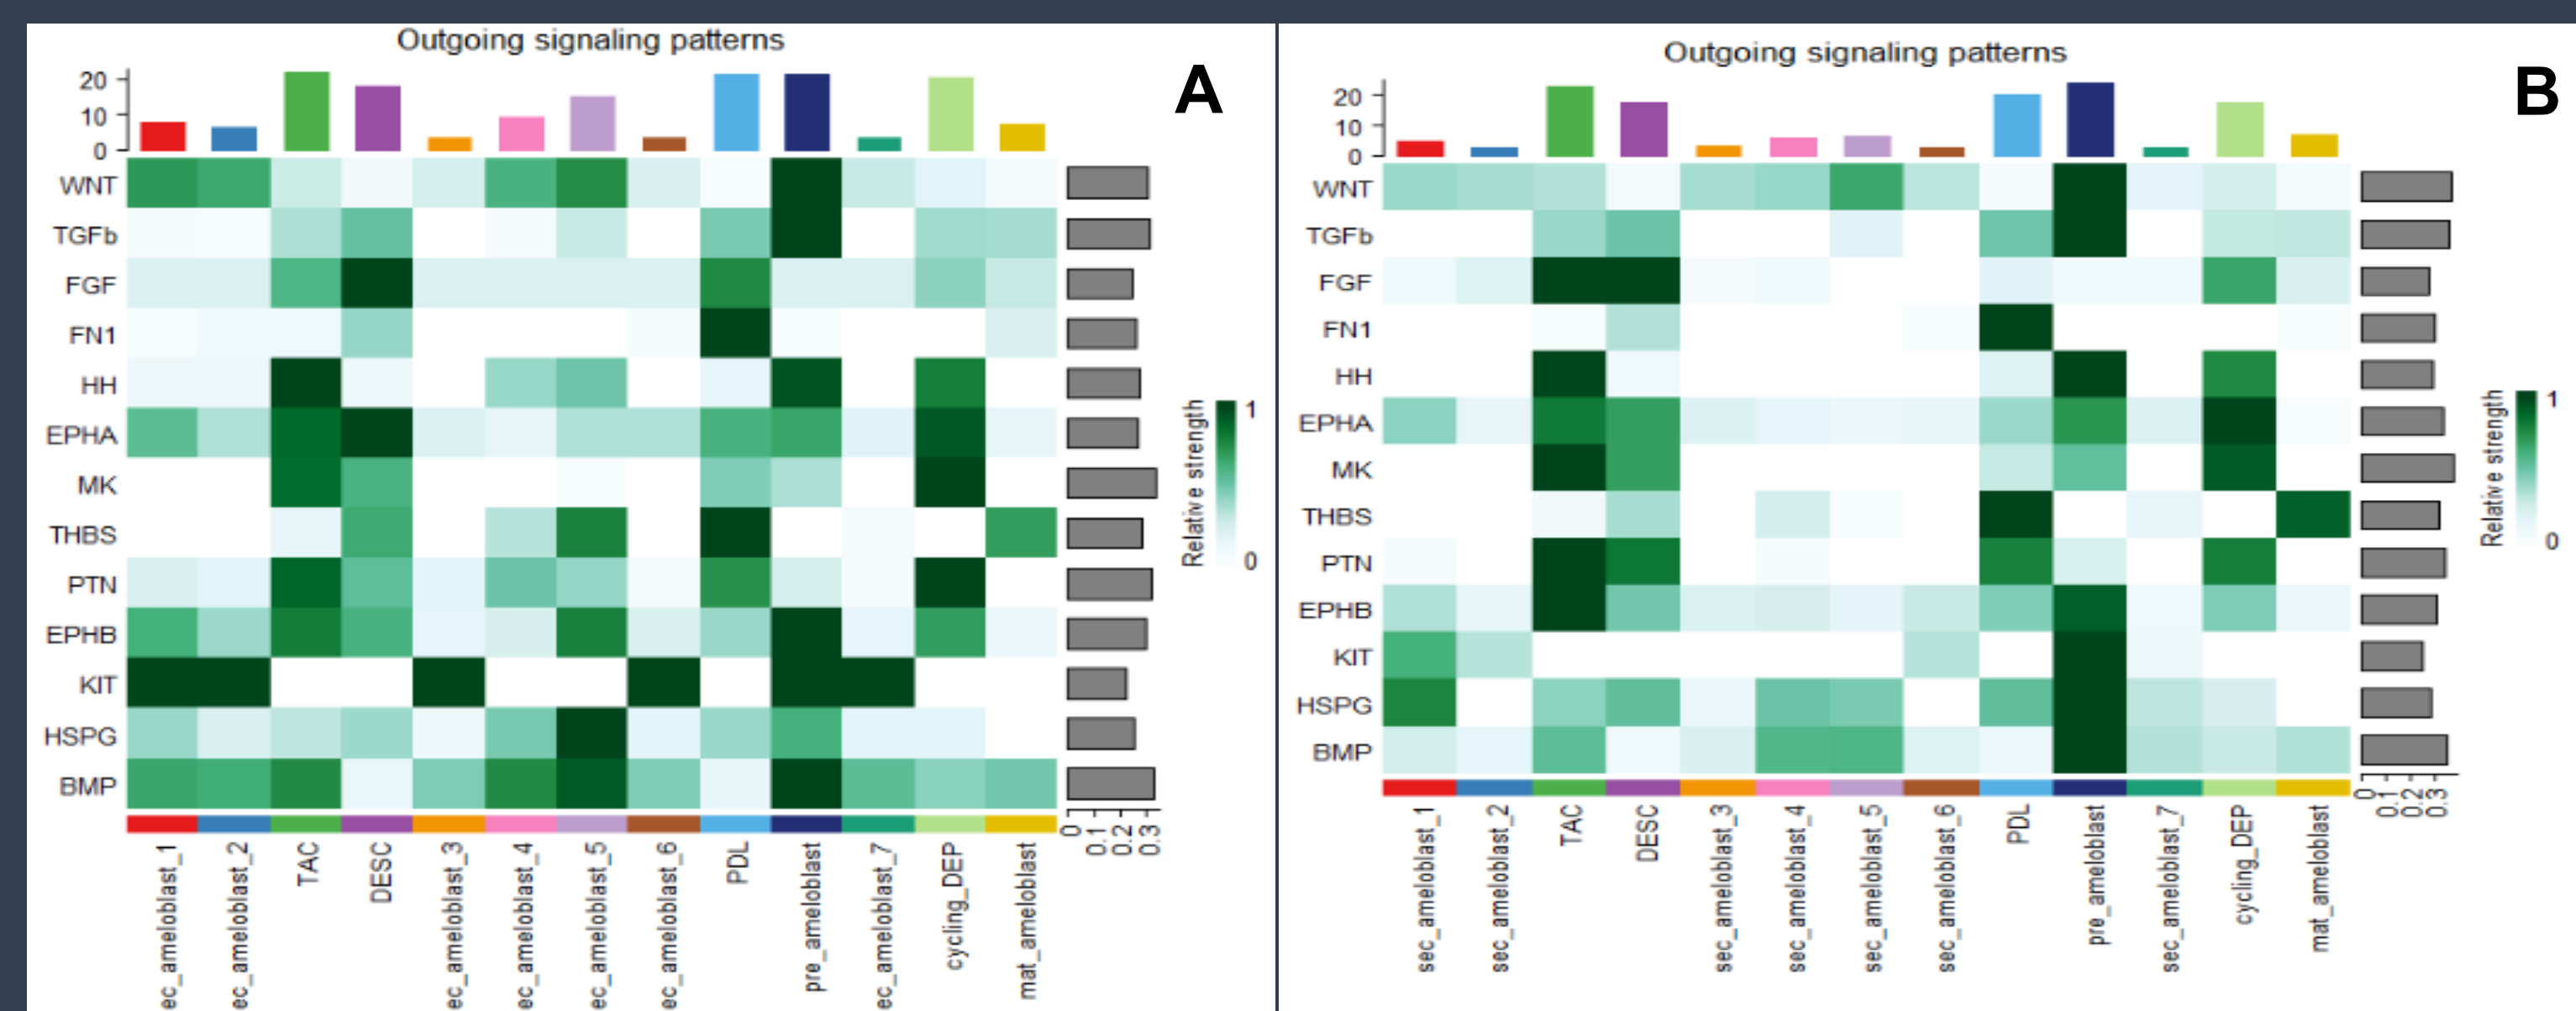 Outgoing signaling patterns
A
20
10
0
WNT
TGFb
FGF
FN1
HH
EPHA
MK
THBS
PTN
EPHB
KIT
HSPG
BMP
Relative strength
1
0
0
0.1
0.2
0.3
ec_ameloblast_1
ec_ameloblast_2
TAC
DESC
ec_ameloblast_3
ec_ameloblast_4
ec_ameloblast_5
ec_ameloblast_6
PDL
pre_ameloblast
ec_ameloblast_7
cycling_DEP
mat_ameloblast
Outgoing signaling patterns
B
20
10
0
WNT
TGFb
FGF
FN1
HH
EPHA
MK
THBS
PTN
EPHB
KIT
HSPG
BMP
Relative strength
1
0
0
0.1
0.2
0.3
sec_ameloblast_1
sec_ameloblast_2
TAC
DESC
sec_ameloblast_3
sec_ameloblast_4
sec_ameloblast_5
sec_ameloblast_6
PDL
pre_ameloblast
sec_ameloblast_7
cycling_DEP
mat_ameloblast